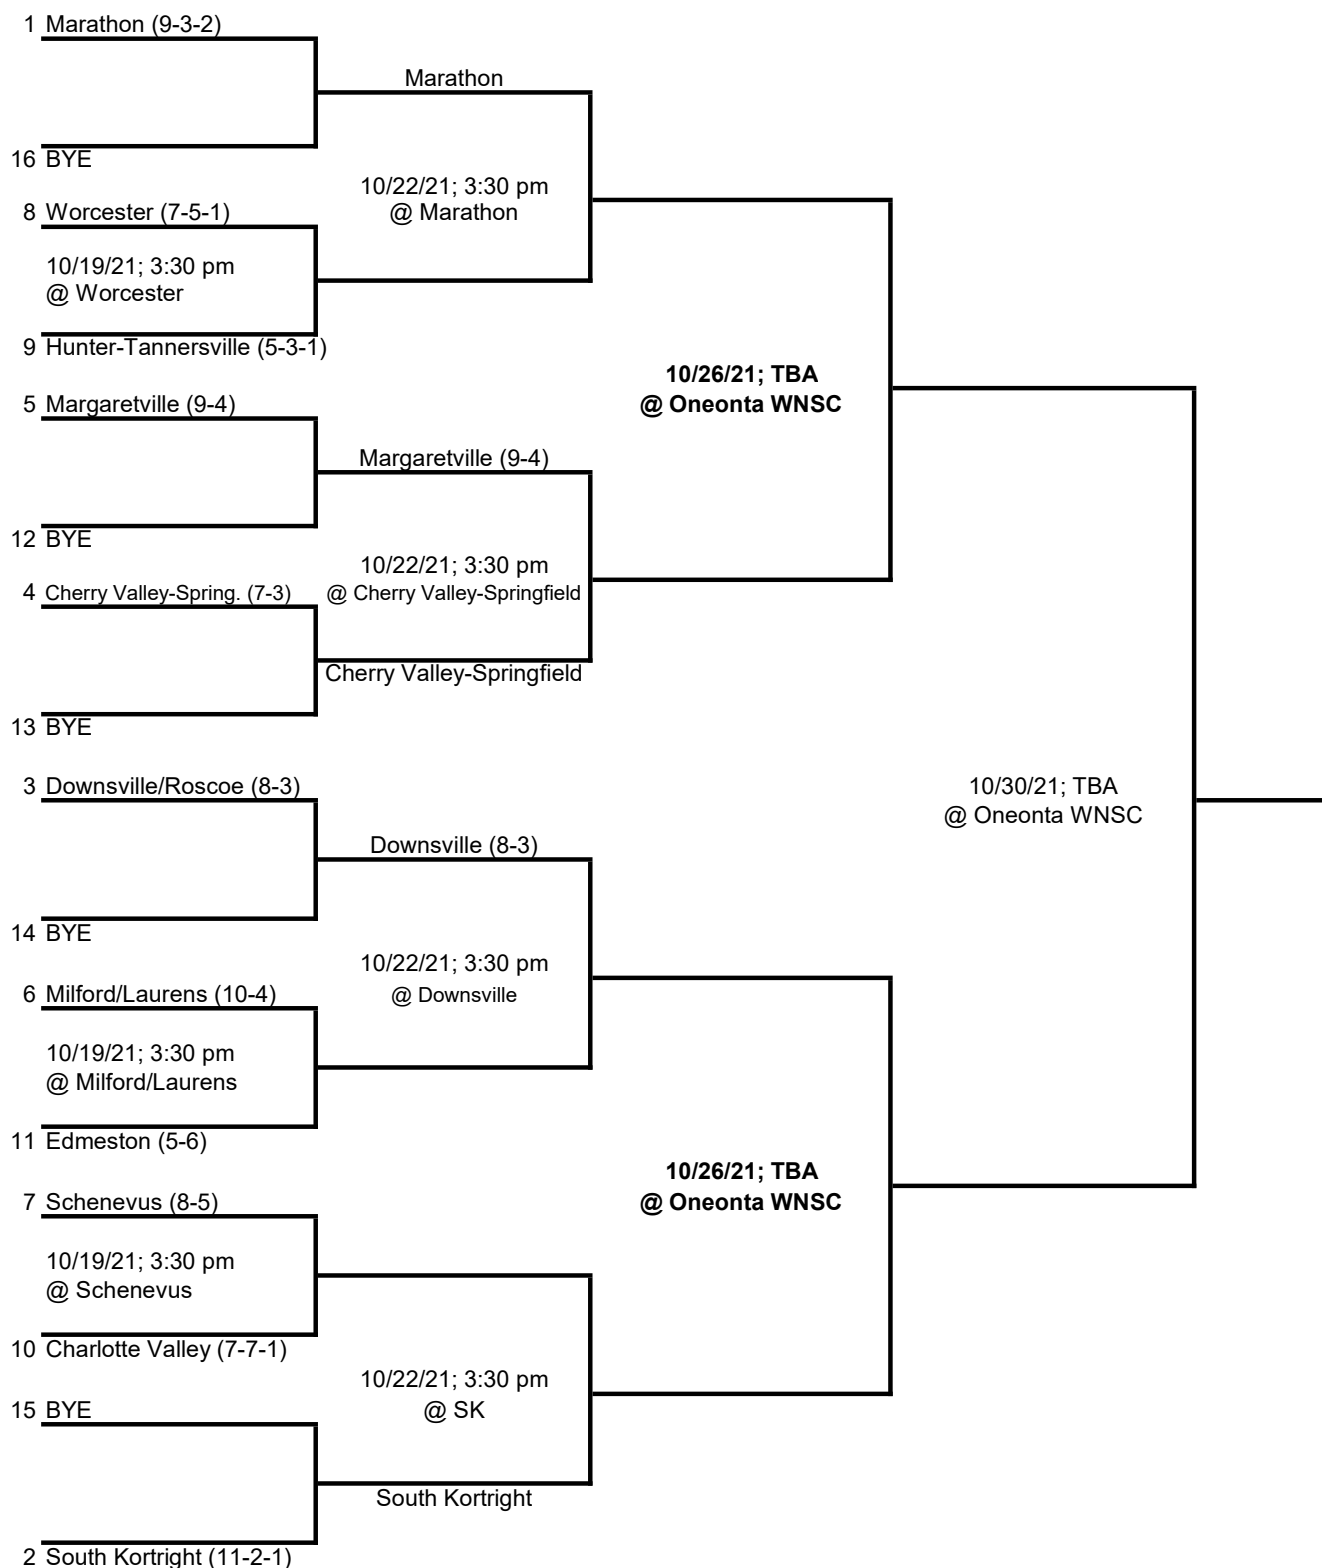 1 Marathon (9-3-2)
Marathon
16 BYE
10/22/21; 3:30 pm
@ Marathon
8 Worcester (7-5-1)
10/19/21; 3:30 pm
@ Worcester
9 Hunter-Tannersville (5-3-1)
10/26/21; TBA
@ Oneonta WNSC
5 Margaretville (9-4)
Margaretville (9-4)
12 BYE
10/22/21; 3:30 pm
@ Cherry Valley-Springfield
4 Cherry Valley-Spring. (7-3)
Cherry Valley-Springfield
13 BYE
3 Downsville/Roscoe (8-3)
10/30/21; TBA
@ Oneonta WNSC
Downsville (8-3)
14 BYE
10/22/21; 3:30 pm
@ Downsville
6 Milford/Laurens (10-4)
10/19/21; 3:30 pm
@ Milford/Laurens
11 Edmeston (5-6)
10/26/21; TBA
@ Oneonta WNSC
7 Schenevus (8-5)
10/19/21; 3:30 pm
@ Schenevus
10 Charlotte Valley (7-7-1)
10/22/21; 3:30 pm
@ SK
15 BYE
South Kortright
2 South Kortright (11-2-1)